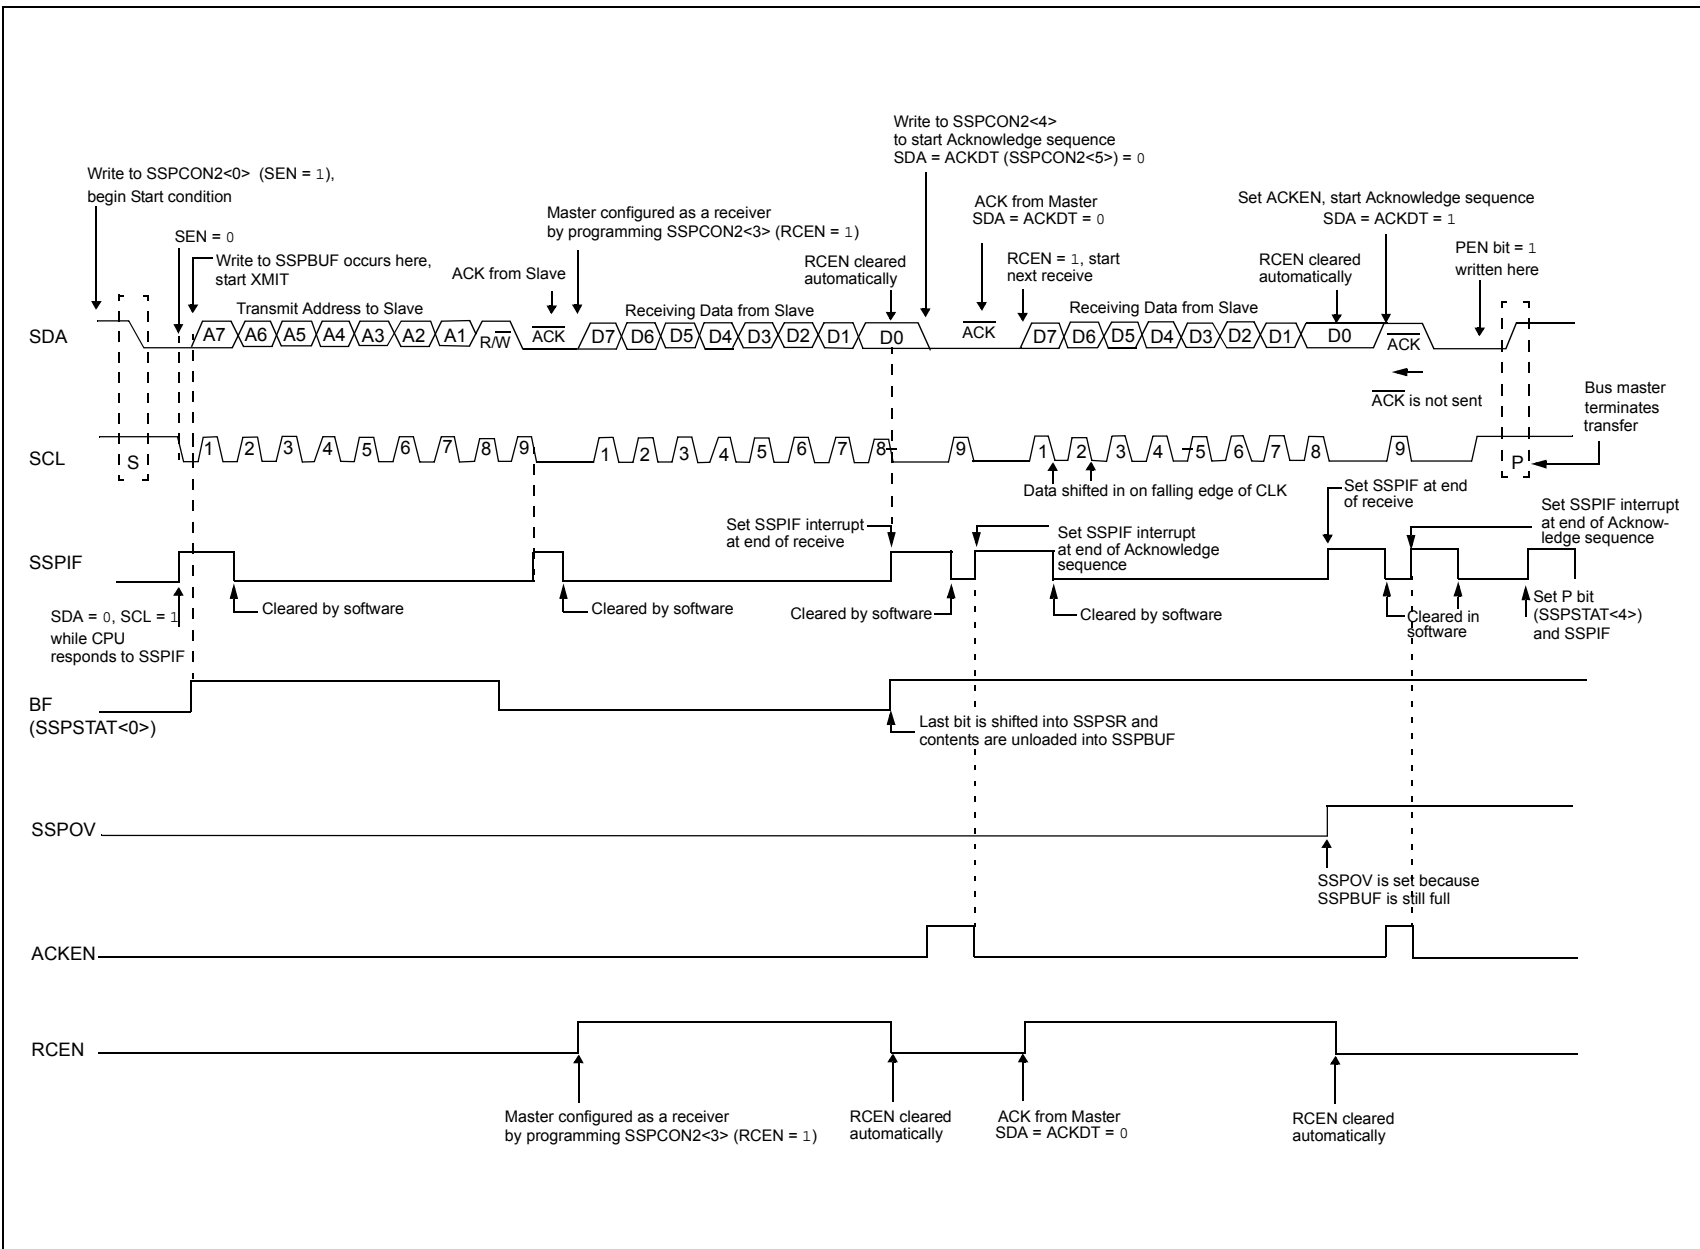 Write to SSPCON2<4>
to start Acknowledge sequence
SDA = ACKDT (SSPCON2<5>) = 0
Write to SSPCON2<0> (SEN = 1),
begin Start condition
ACK from Master
SDA = ACKDT = 0
Set ACKEN, start Acknowledge sequence
SDA = ACKDT = 1
Master configured as a receiver
by programming SSPCON2<3> (RCEN = 1)
SEN = 0
Write to SSPBUF occurs here,
start XMIT
ACK from Slave
RCEN cleared
automatically
RCEN = 1, start
next receive
RCEN cleared
automatically
PEN bit = 1
written here
Transmit Address to Slave
Receiving Data from Slave
Receiving Data from Slave
SDA
A7 A6 A5 A4 A3 A2 A1 R/W ACK D7 D6 D5 D4 D3 D2 D1 D0 ACK D7 D6 D5 D4 D3 D2 D1 D0 ACK
ACK is not sent
Bus master
terminates
transfer
SCL
S 1 2 3 4 5 6 7 8 9 1 2 3 4 5 6 7 8 9 1 2 3 4 5 6 7 8 9 P
Data shifted in on falling edge of CLK
Set SSPIF at end
of receive
Set SSPIF interrupt
at end of receive
Set SSPIF interrupt
at end of Acknowledge
sequence
Set SSPIF interrupt
at end of Acknow-
ledge sequence
SSPIF
SDA = 0, SCL = 1
while CPU
responds to SSPIF
Cleared by software
Cleared by software
Cleared by software
Cleared by software
Cleared in
software
Set P bit
(SSPSTAT<4>)
and SSPIF
BF
(SSPSTAT<0>)
Last bit is shifted into SSPSR and
contents are unloaded into SSPBUF
SSPOV
SSPOV is set because
SSPBUF is still full
ACKEN
RCEN
Master configured as a receiver
by programming SSPCON2<3> (RCEN = 1)
RCEN cleared
automatically
ACK from Master
SDA = ACKDT = 0
RCEN cleared
automatically